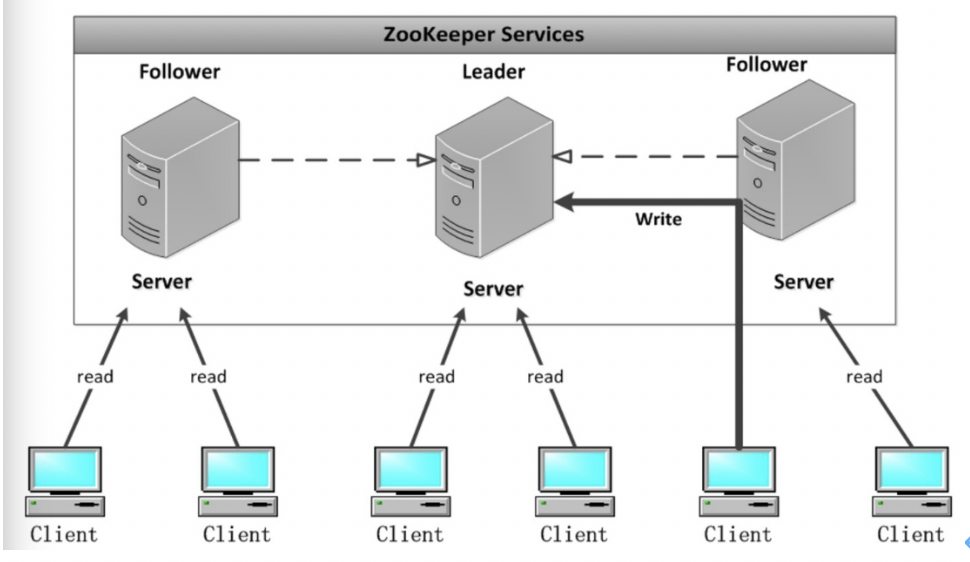 ZooKeeper Services
Follower
Leader
Follower
Write
Server
Server
Server
read
read
read
read
read
Client
Client
Client
Client
Client
Client